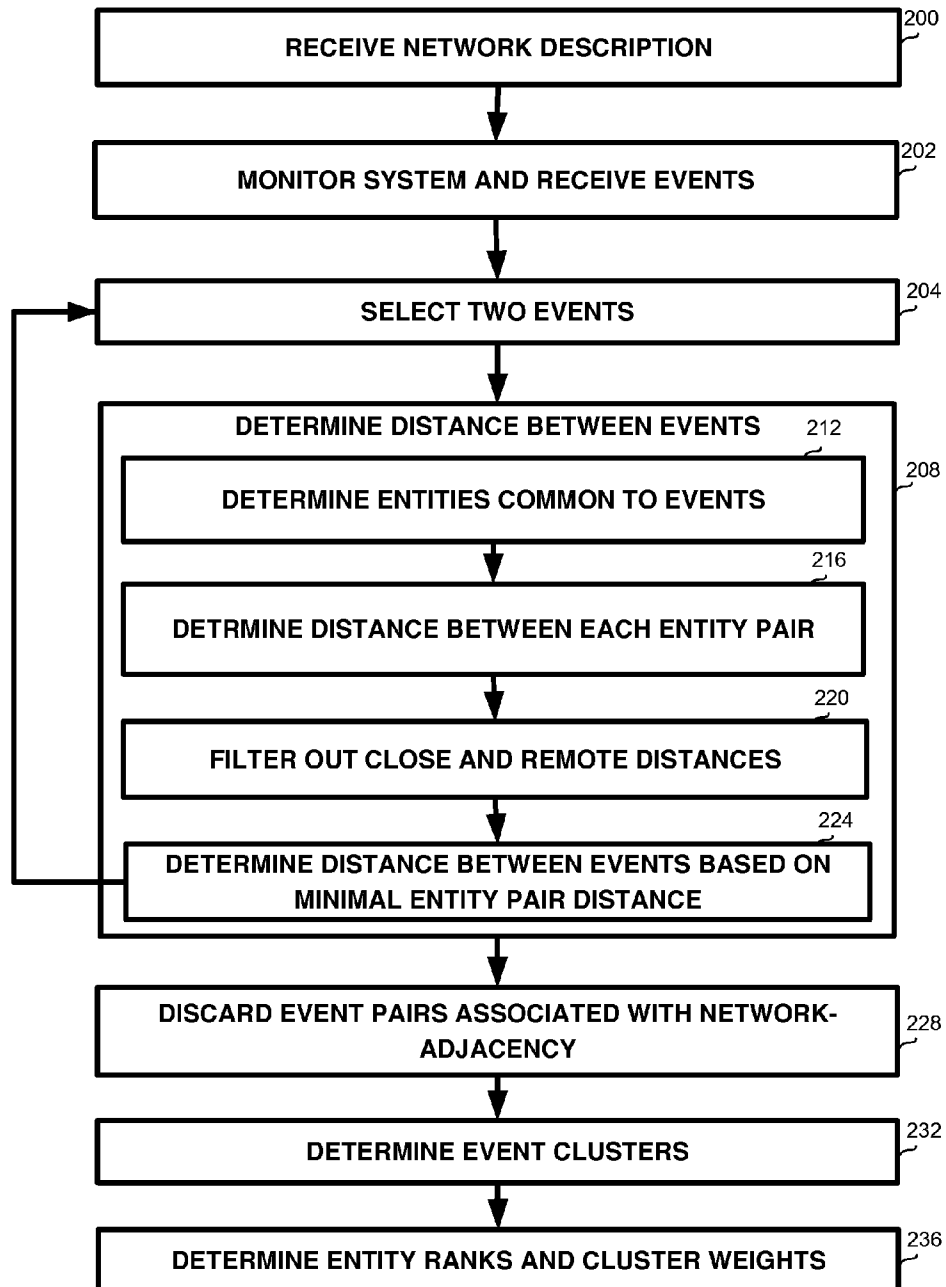 200
RECEIVE NETWORK DESCRIPTION
202
MONITOR SYSTEM AND RECEIVE EVENTS
204
SELECT TWO EVENTS
DETERMINE DISTANCE BETWEEN EVENTS
208
212
DETERMINE ENTITIES COMMON TO EVENTS
216
DETRMINE DISTANCE BETWEEN EACH ENTITY PAIR
220
FILTER OUT CLOSE AND REMOTE DISTANCES
224
DETERMINE DISTANCE BETWEEN EVENTS BASED ON
MINIMAL ENTITY PAIR DISTANCE
DISCARD EVENT PAIRS ASSOCIATED WITH NETWORK-
ADJACENCY
228
DETERMINE EVENT CLUSTERS
232
DETERMINE ENTITY RANKS AND CLUSTER WEIGHTS
236